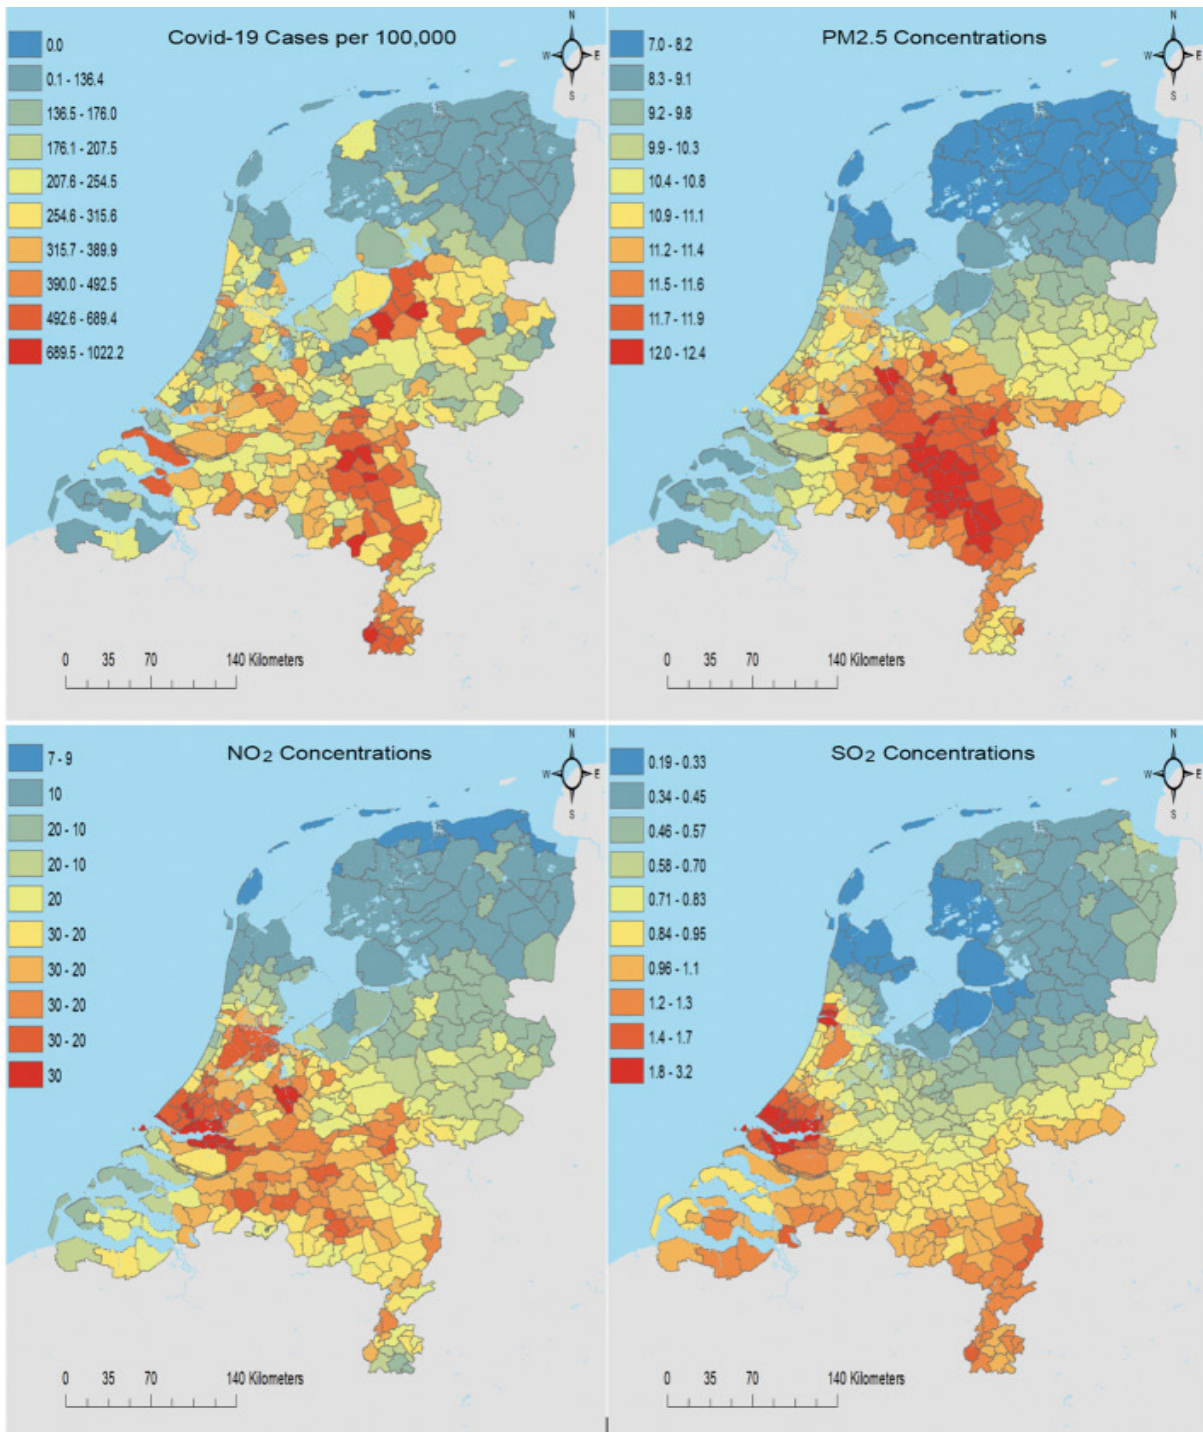 Covid-19 Cases per 100,000
N
W E
S
0.0
0.1 - 136.4
136.5 - 176.0
176.1 - 207.5
207.6 - 254.5
254.6 - 315.6
315.7 - 389.9
390.0 - 492.5
492.6 - 689.4
689.5 - 1022.2
0 35 70 140 Kilometers
PM2.5 Concentrations
N
W E
S
7.0 - 8.2
8.3 - 9.1
9.2 - 9.8
9.9 - 10.3
10.4 - 10.8
10.9 - 11.1
11.2 - 11.4
11.5 - 11.6
11.7 - 11.9
12.0 - 12.4
0 35 70 140 Kilometers
NO2 Concentrations
N
W E
S
7 - 9
10
20 - 10
20 - 10
20
30 - 20
30 - 20
30 - 20
30 - 20
30
0 35 70 140 Kilometers
SO2 Concentrations
N
W E
S
0.19 - 0.33
0.34 - 0.45
0.46 - 0.57
0.58 - 0.70
0.71 - 0.83
0.84 - 0.95
0.96 - 1.1
1.2 - 1.3
1.4 - 1.7
1.8 - 3.2
0 35 70 140 Kilometers